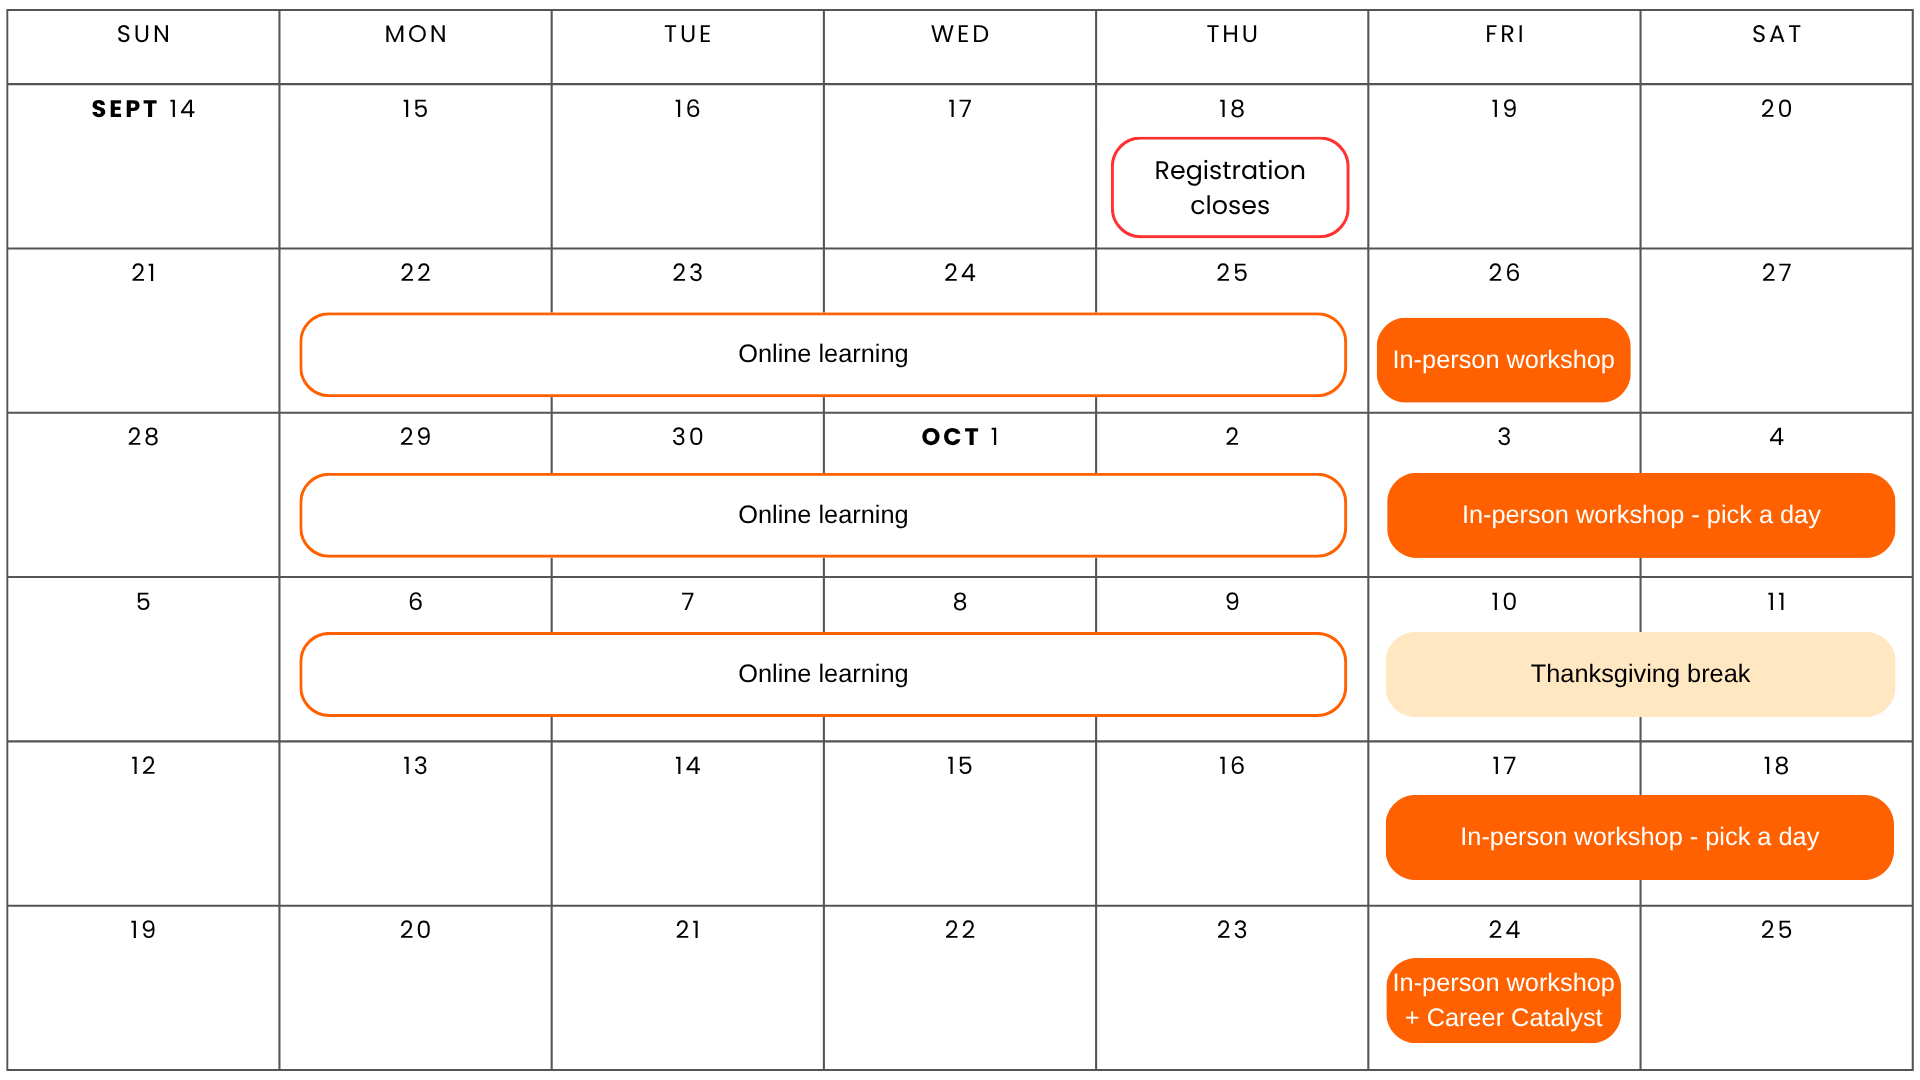 SUN MON TUE WED THU FRI SAT
SEPT 14 15 16 17 18 19 20
Registration
closes
21 22 23 24 25 26 27
Online learning
In-person workshop
28 29 30 OCT 1 2 3 4
Online learning
In-person workshop - pick a day
5 6 7 8 9 10 11
Online learning
Thanksgiving break
12 13 14 15 16 17 18
In-person workshop - pick a day
19 20 21 22 23 24 25
In-person workshop
+ Career Catalyst